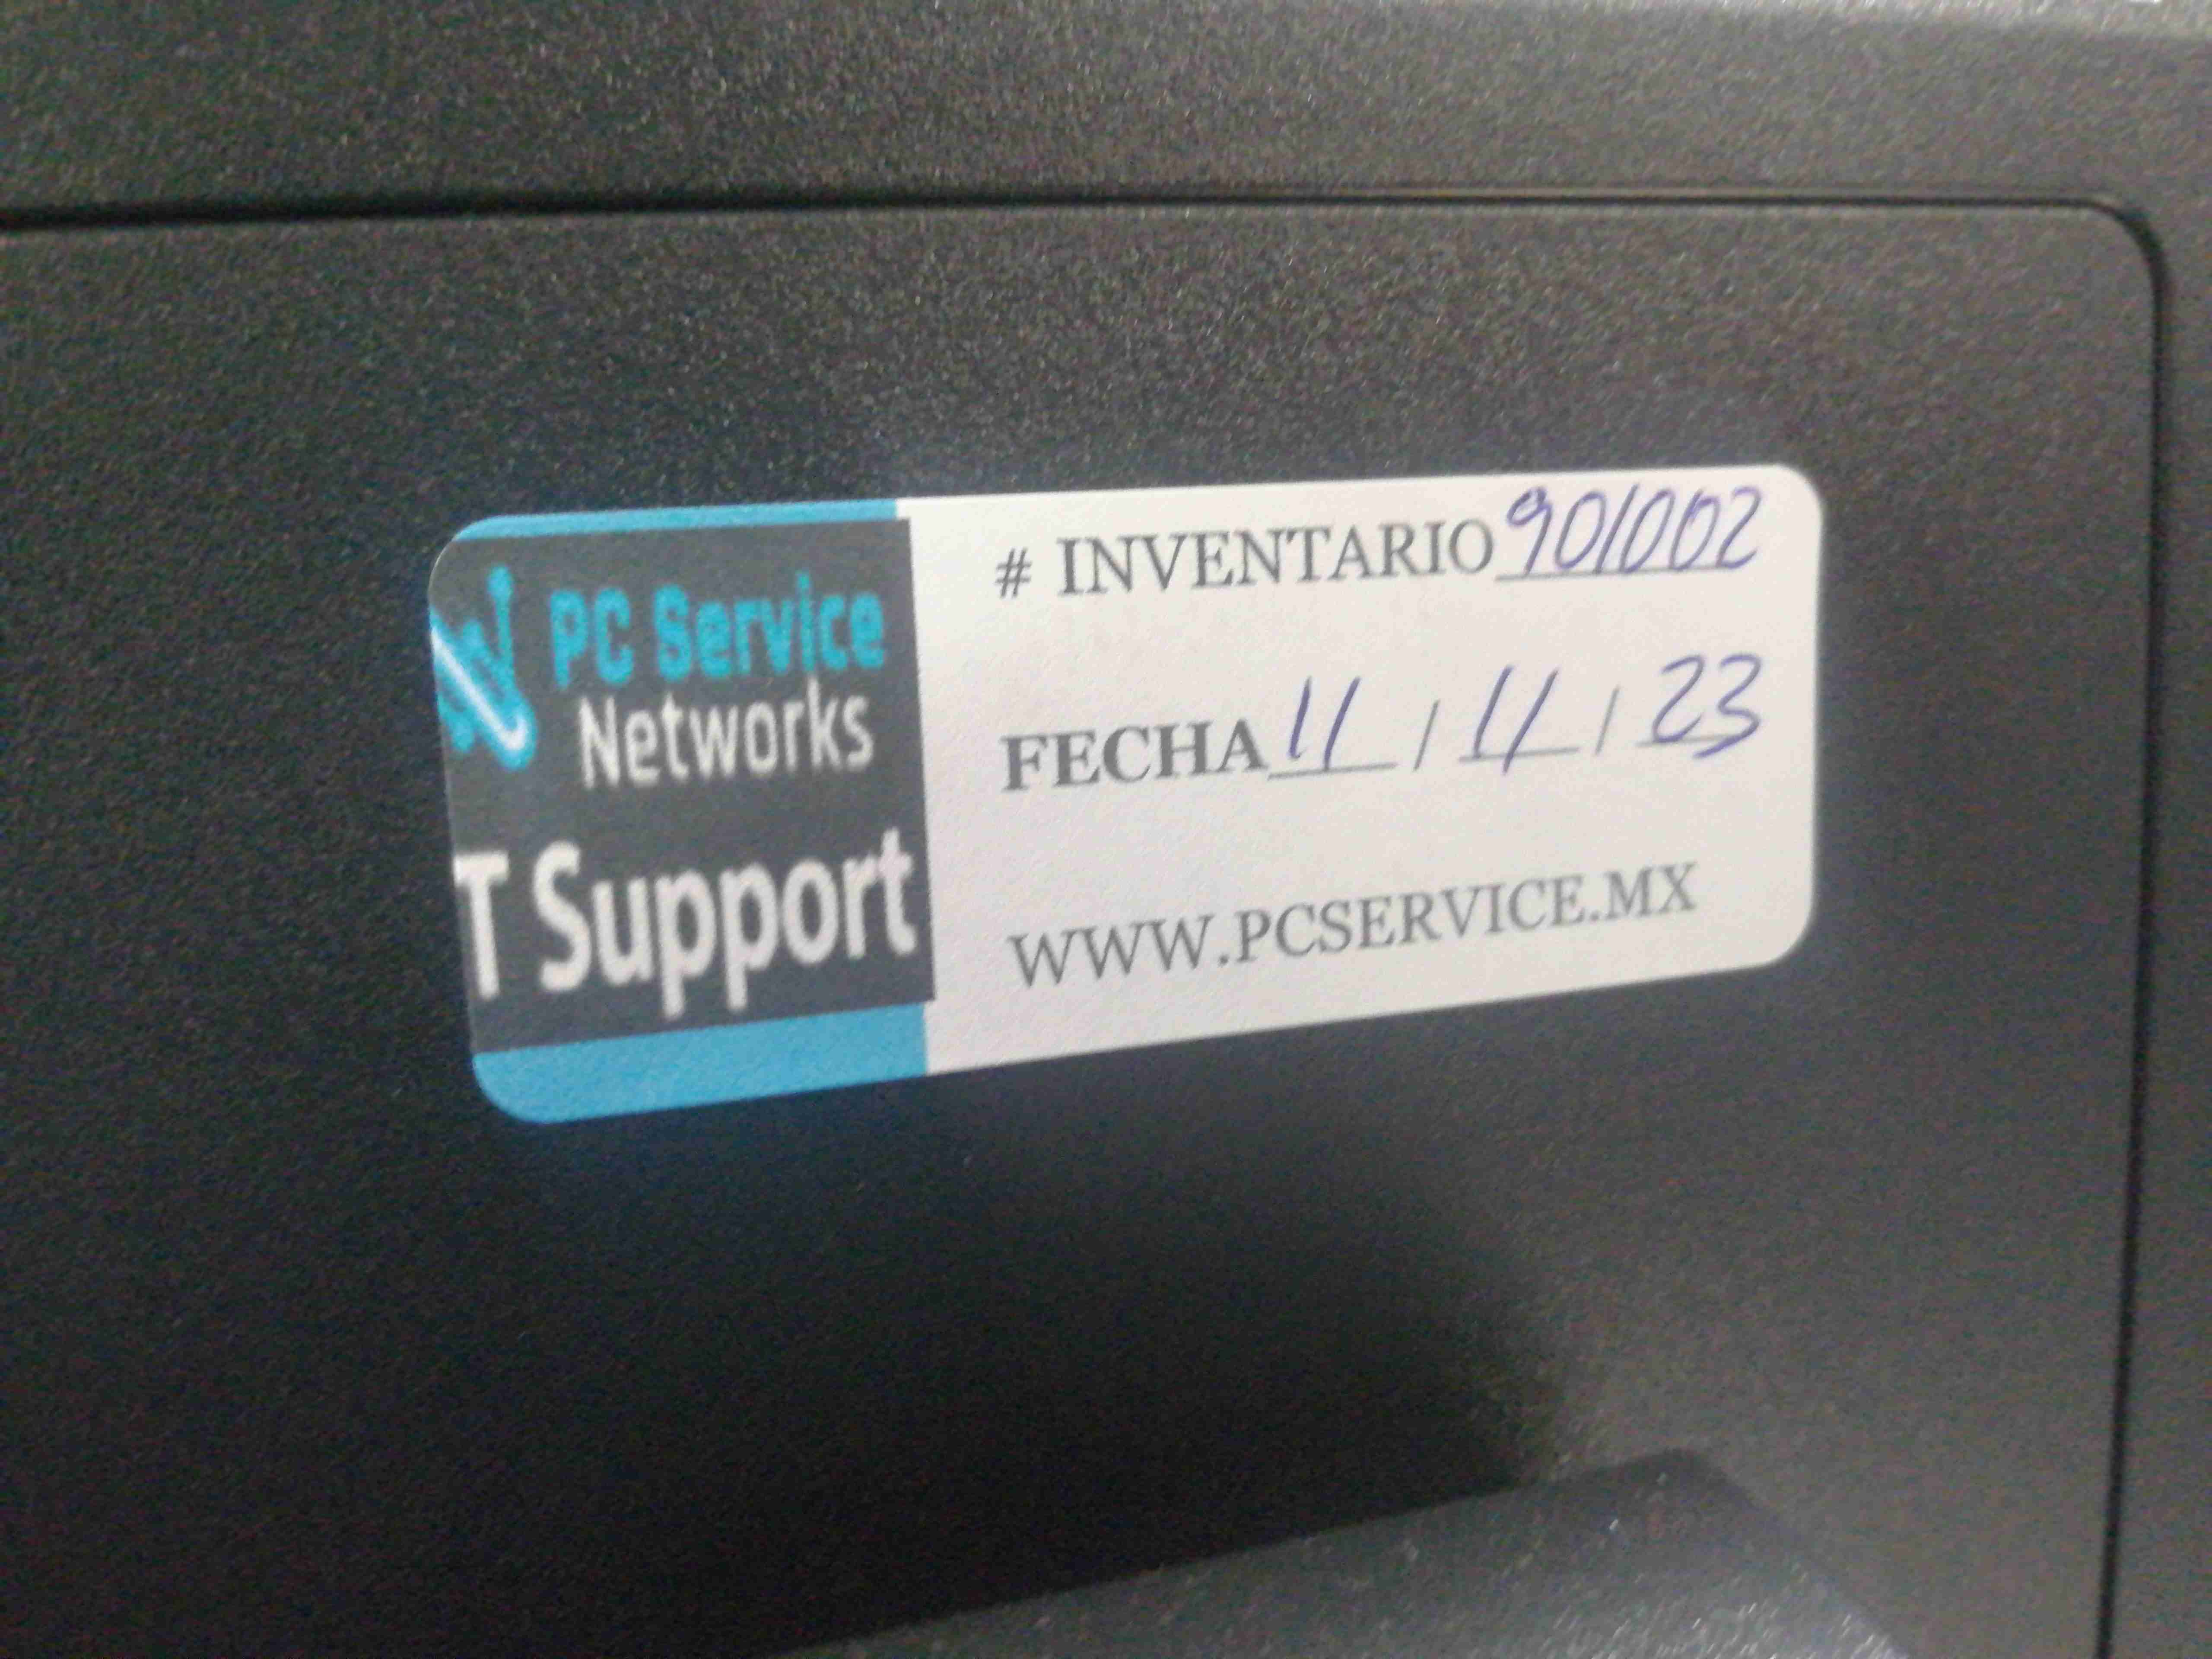 PC Service
Networks
T Support
# INVENTARIO 901002
FECHA 11 / 11 / 23
WWW.PCSERVICE.MX